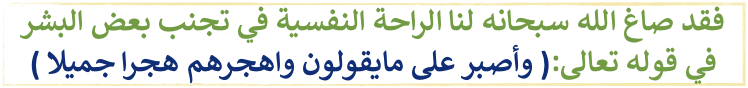 فقد صاغ الله سبحانه لنا الراحة النفسية في تجنب بعض البشر
في قوله تعالى:( وأصبر على مايقولون واهجرهم هجرا جميلا )